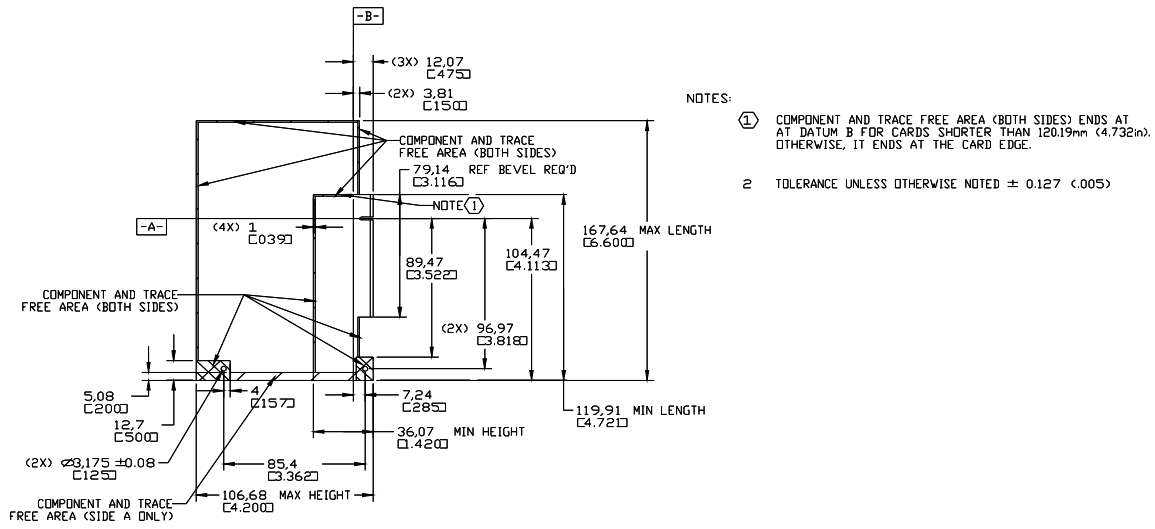 -B-
(3X) 12,07
[.475]
(2X) 3,81
[.150]
COMPONENT AND TRACE
FREE AREA (BOTH SIDES)
79,14 REF BEVEL REQ'D
[3.116]
NOTE 1
-A-
(4X) 1
[.039]
167,64 MAX LENGTH
[6.600]
104,47
[4.113]
89,47
[3.522]
COMPONENT AND TRACE
FREE AREA (BOTH SIDES)
(2X) 96,97
[3.818]
5,08
[.200]
4
[.157]
7,24
[.285]
119,91 MIN LENGTH
[4.721]
12,7
[.500]
36,07 MIN HEIGHT
[1.420]
(2X) ⌀3,175 ±0.08
[.125]
85,4
[3.362]
106,68 MAX HEIGHT
[4.200]
COMPONENT AND TRACE
FREE AREA (SIDE A ONLY)
NOTES:
1 COMPONENT AND TRACE FREE AREA (BOTH SIDES) ENDS AT
AT DATUM B FOR CARDS SHORTER THAN 120.19mm (4.732in).
OTHERWISE, IT ENDS AT THE CARD EDGE.
2 TOLERANCE UNLESS OTHERWISE NOTED ± 0.127 (.005)